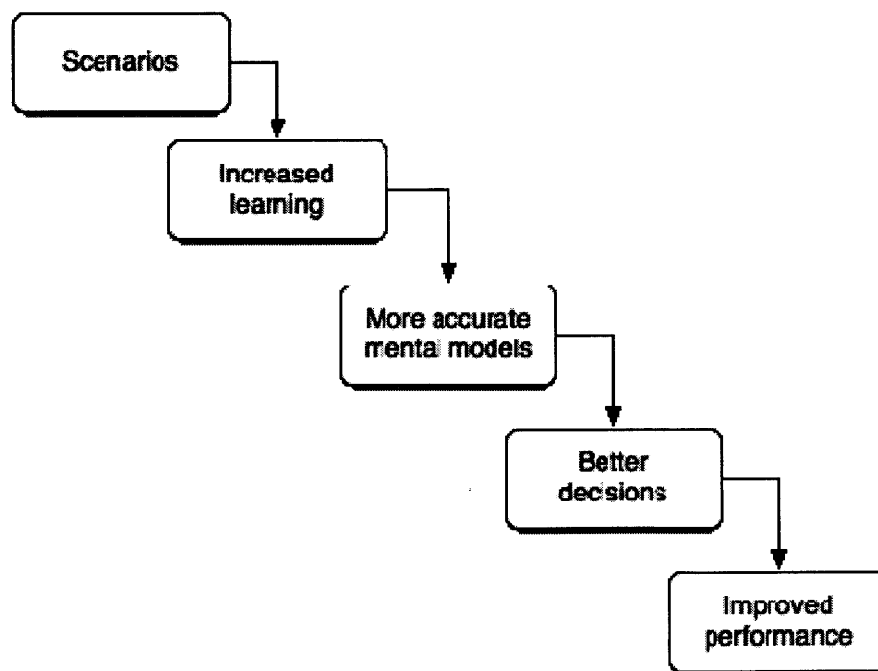 Scenarios
Increased
learning
More accurate
mental models
Better
decisions
Improved
performance